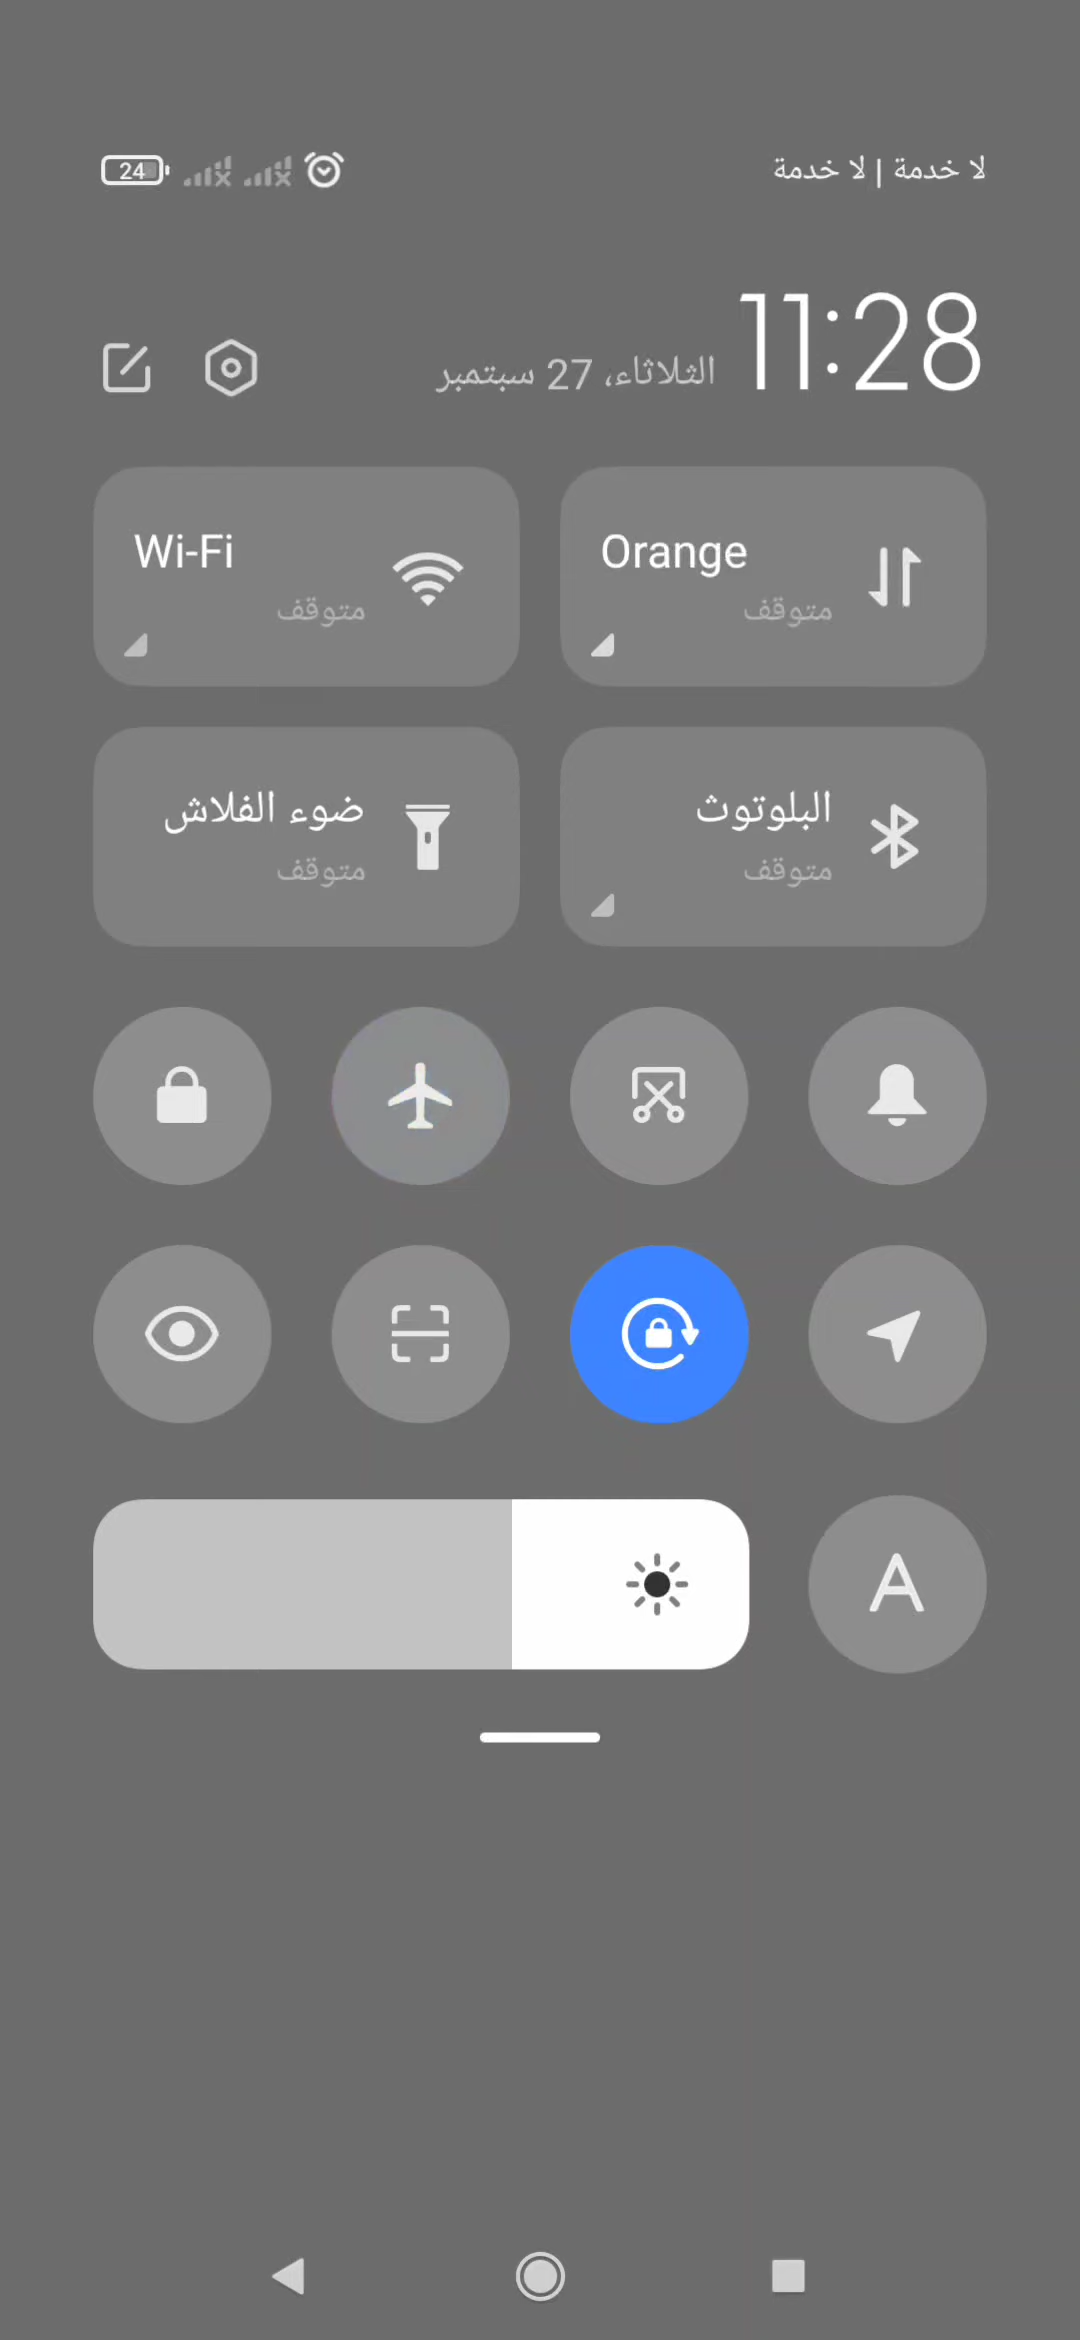 لا خدمة | لا خدمة
24
11:28
الثلاثاء، 27 سبتمبر
Orange
متوقف
Wi-Fi
متوقف
البلوتوث
متوقف
ضوء الفلاش
متوقف
A